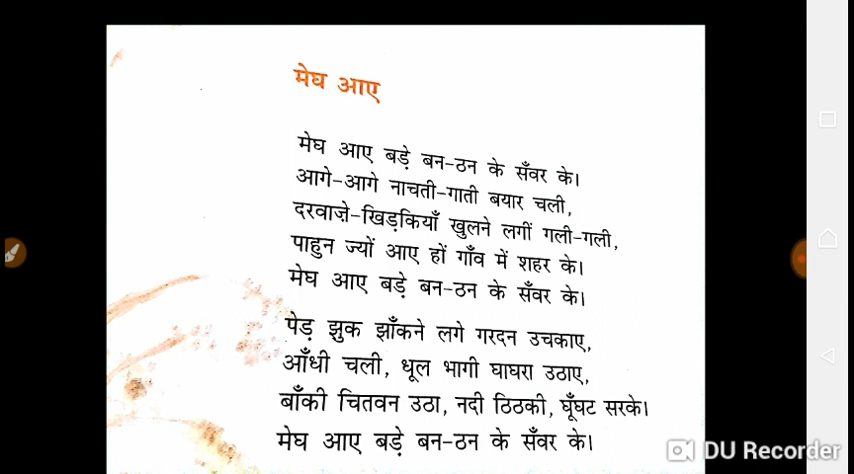 मेघ आए
मेघ आए बड़े बन-ठन के सँवर के।
आगे-आगे नाचती-गाती बयार चली,
दरवाज़े-खिड़कियाँ खुलने लगीं गली-गली,
पाहुन ज्यों आए हों गाँव में शहर के।
मेघ आए बड़े बन-ठन के सँवर के।
पेड़ झुक झाँकने लगे गरदन उचकाए,
आँधी चली, धूल भागी घाघरा उठाए,
बाँकी चितवन उठा, नदी ठिठकी, घूँघट सरके।
मेघ आए बड़े बन-ठन के सँवर के।
DU Recorder